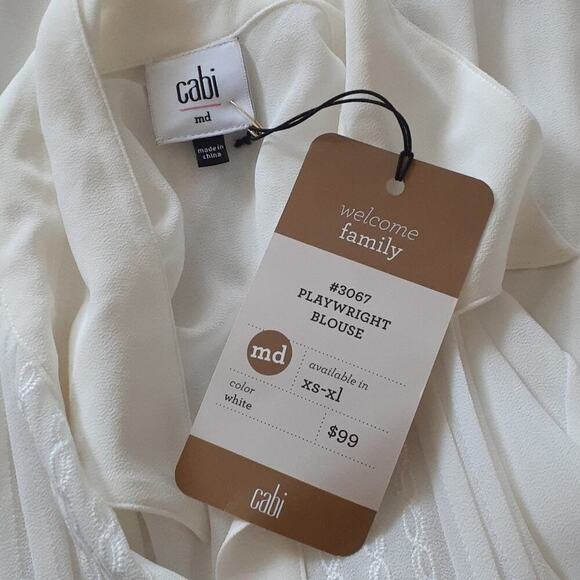 cabi
md
made in
china
welcome
family
#3067
PLAYWRIGHT
BLOUSE
md
available in
xs-xl
color
white
$99
cabi